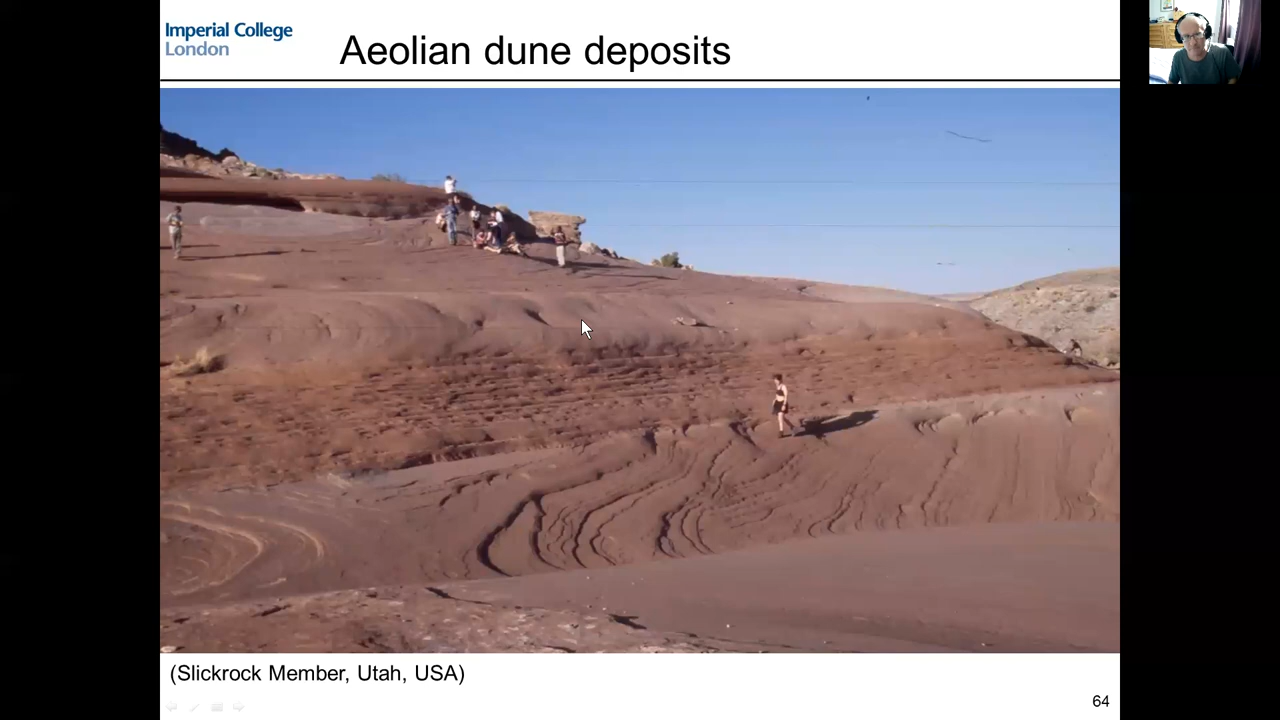 Imperial College
London
Aeolian dune deposits
(Slickrock Member, Utah, USA)
64